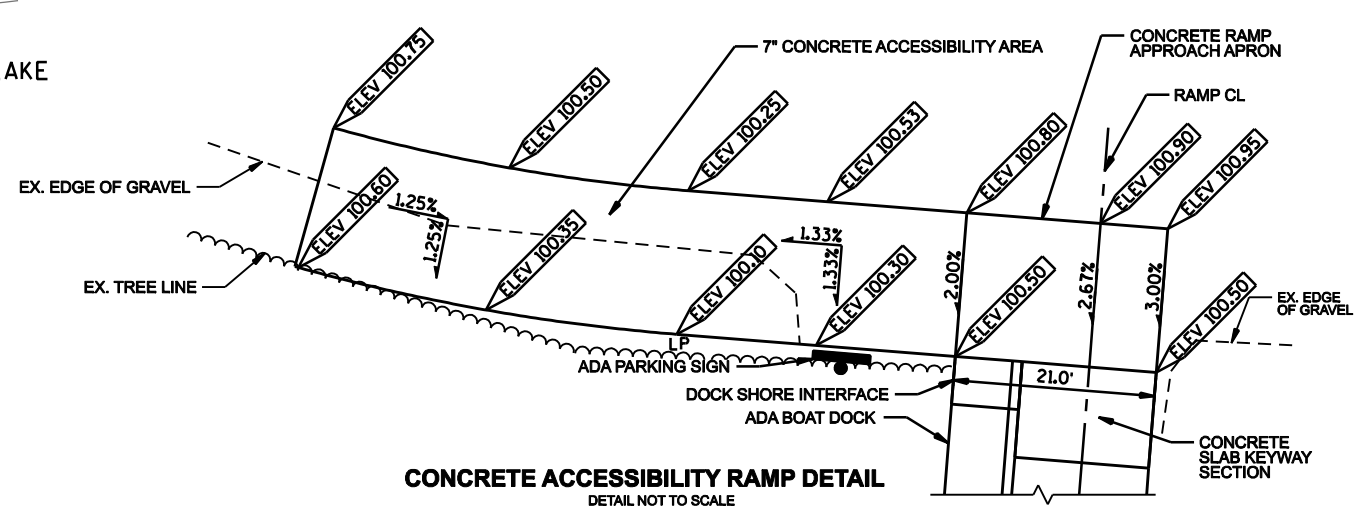 AKE
ELEV 100.75
ELEV 100.50
ELEV 100.25
ELEV 100.53
ELEV 100.80
ELEV 100.90
ELEV 100.95
7" CONCRETE ACCESSIBILITY AREA
CONCRETE RAMP
APPROACH APRON
RAMP CL
EX. EDGE OF GRAVEL
ELEV 100.60
1.25%
1.25%
ELEV 100.35
ELEV 100.10
1.33%
1.33%
ELEV 100.30
2.00%
ELEV 100.50
2.67%
3.00%
ELEV 100.50
EX. EDGE
OF GRAVEL
EX. TREE LINE
LP
ADA PARKING SIGN
21.0'
DOCK SHORE INTERFACE
ADA BOAT DOCK
CONCRETE
SLAB KEYWAY
SECTION
CONCRETE ACCESSIBILITY RAMP DETAIL
DETAIL NOT TO SCALE